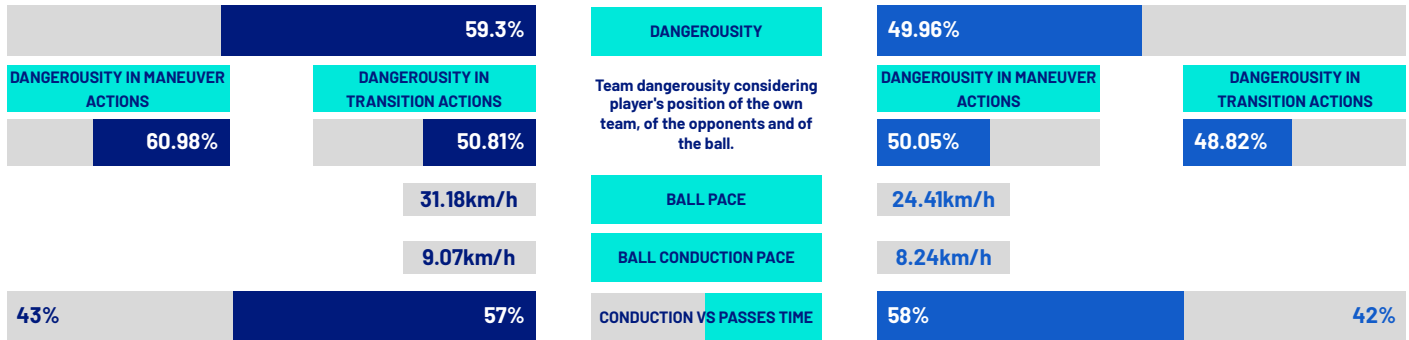 59.3%
DANGEROUSITY
49.96%
DANGEROUSITY IN MANEUVER
ACTIONS
DANGEROUSITY IN
TRANSITION ACTIONS
Team dangerousity considering
player's position of the own
team, of the opponents and of
the ball.
DANGEROUSITY IN MANEUVER
ACTIONS
DANGEROUSITY IN
TRANSITION ACTIONS
60.98%
50.81%
50.05%
48.82%
31.18km/h
BALL PACE
24.41km/h
9.07km/h
BALL CONDUCTION PACE
8.24km/h
43%
57%
CONDUCTION VS PASSES TIME
58%
42%